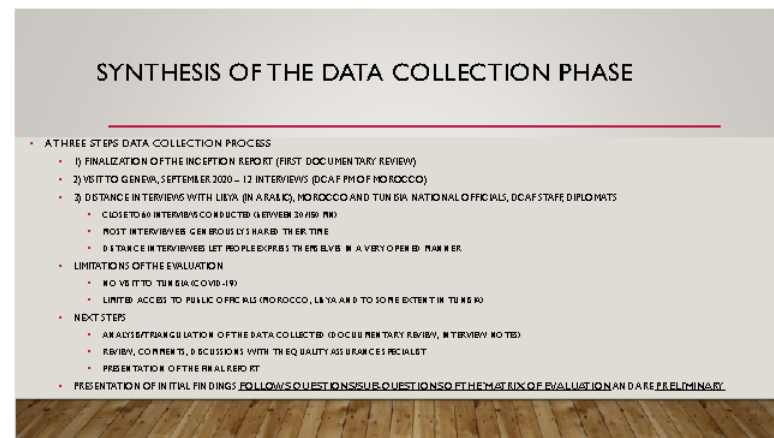 SYNTHESIS OF THE DATA COLLECTION PHASE
• A THREE STEPS DATA COLLECTION PROCESS
• 1) FINALIZATION OF THE INCEPTION REPORT (FIRST DOCUMENTARY REVIEW)
• 2) VISIT TO GENEVA, SEPTEMBER 2020 – 12 INTERVIEWS (DCAF PM OF MOROCCO)
• 3) DISTANCE INTERVIEWS WITH LIBYA (IN ARABIC), MOROCCO AND TUNISIA NATIONAL OFFICIALS, DCAF STAFF, DIPLOMATS
• CLOSE TO 60 INTERVIEWS CONDUCTED (BETWEEN 30/150 MN)
• MOST INTERVIEWEES GENEROUSLY SHARED THEIR TIME
• DISTANCE INTERVIEWEES LET PEOPLE EXPRESS THEMSELVES IN A VERY OPENED MANNER
• LIMITATIONS OF THE EVALUATION
• NO VISIT TO TUNISIA (COVID-19)
• LIMITED ACCESS TO PUBLIC OFFICIALS (MOROCCO, LIBYA AND TO SOME EXTENT IN TUNISIA)
• NEXT STEPS
• ANALYSIS/TRIANGULATION OF THE DATA COLLECTED (DOCUUMENTARY REVIEW, INTERVIEW NOTES)
• REVIEW, COMMENTS, DISCUSSIONS WITH THE QUALITY ASSURANCE SPECIALIST
• PRESENTATION OF THE FINAL REPORT
• PRESENTATION OF INITIAL FINDINGS FOLLOWS QUESTIONS/SUB-QUESTIONS OF THE MATRIX OF EVALUATION AND ARE PRELIMINARY